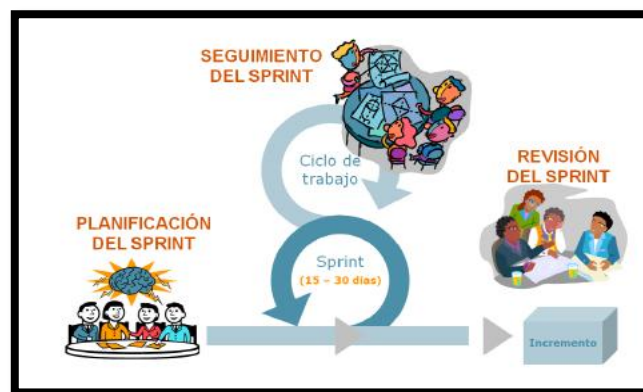 SEGUIMIENTO
DEL SPRINT
Ciclo de
trabajo
REVISIÓN
DEL SPRINT
PLANIFICACIÓN
DEL SPRINT
Sprint
(15 – 30 días)
Incremento